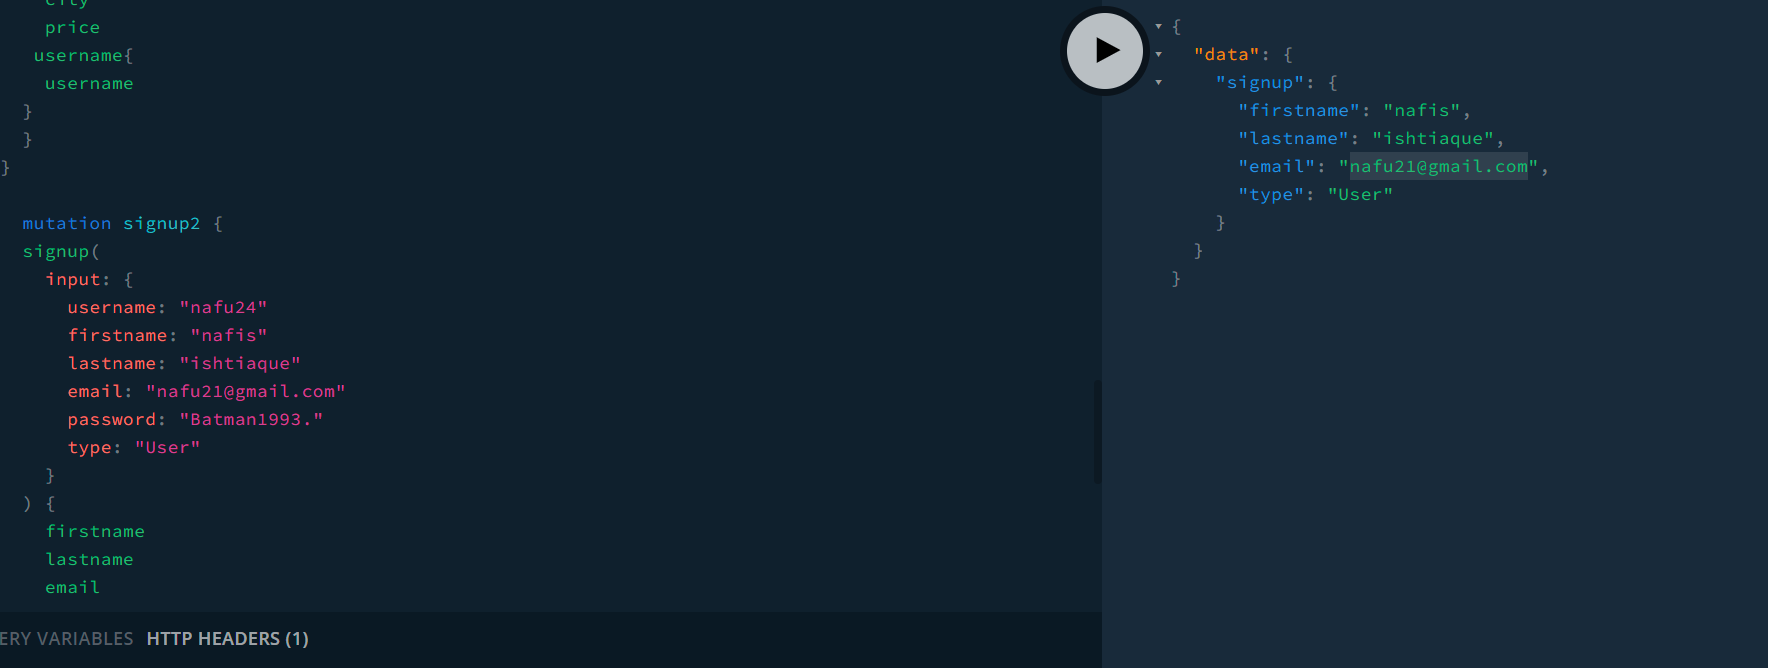 city
price
username{
username
}
}
}
mutation signup2 {
signup(
input: {
username: "nafu24"
firstname: "nafis"
lastname: "ishtiaque"
email: "nafu21@gmail.com"
password: "Batman1993."
type: "User"
}
) {
firstname
lastname
email
ERY VARIABLES HTTP HEADERS (1)
{
"data": {
"signup": {
"firstname": "nafis",
"lastname": "ishtiaque",
"email": "nafu21@gmail.com",
"type": "User"
}
}
}